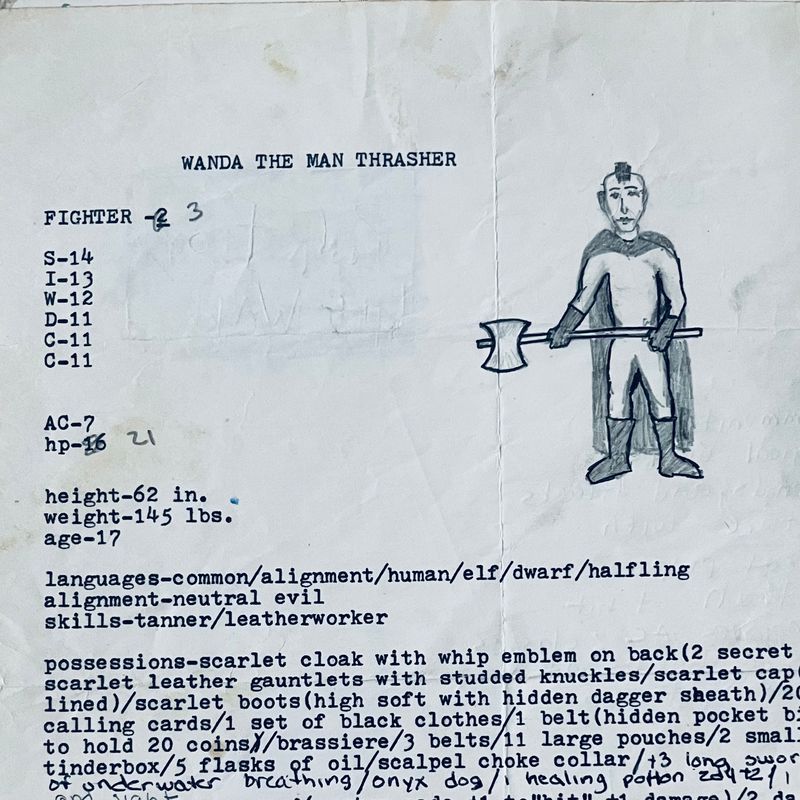 WANDA THE MAN THRASHER
FIGHTER -2 3
S-14
I-13
W-12
D-11
C-11
C-11
AC-7
hp-16 21
height-62 in.
weight-145 lbs.
age-17
languages-common/alignment/human/elf/dwarf/halfling
alignment-neutral evil
skills-tanner/leatherworker
possessions-scarlet cloak with whip emblem on back(2 secret
scarlet leather gauntlets with studded knuckles/scarlet cap(
lined)/scarlet boots(high soft with hidden dagger sheath)/20
calling cards/1 set of black clothes/1 belt(hidden pocket bi
to hold 20 coins)/brassiere/3 belts/11 large pouches/2 smal
tinderbox/5 flasks of oil/scalpel choke collar/+3 long swor
of underwater breathing/onyx dog/1 healing potion 2d4+2/1